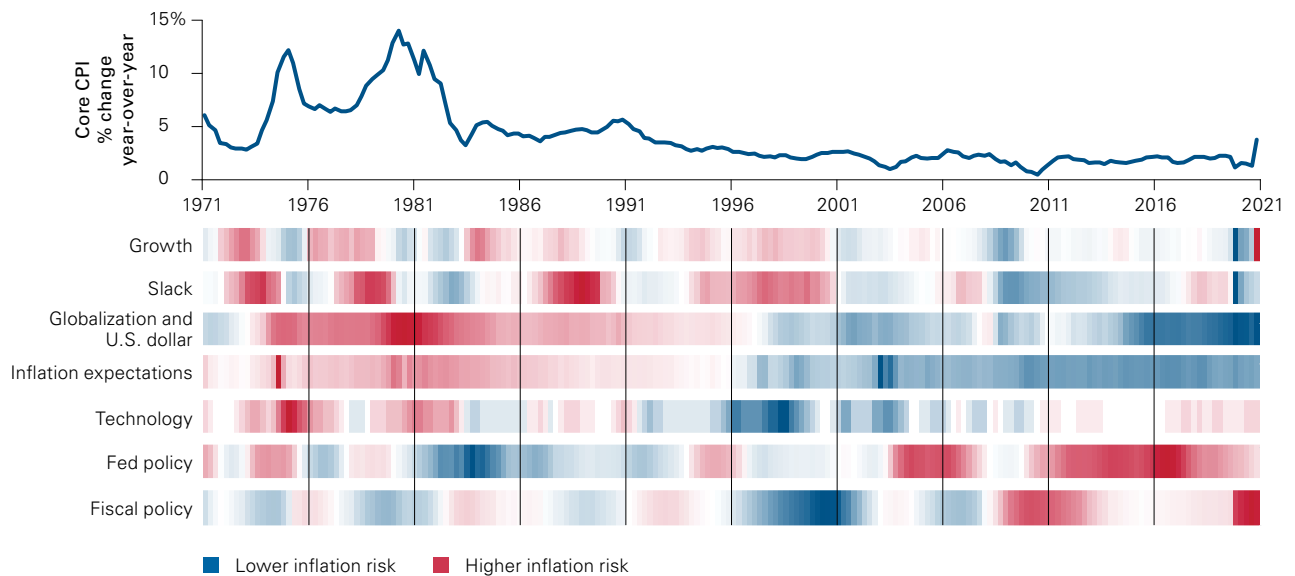 Core CPI
% change
year-over-year
15%
10
5
0
1971 1976 1981 1986 1991 1996 2001 2006 2011 2016 2021
Growth
Slack
Globalization and
U.S. dollar
Inflation expectations
Technology
Fed policy
Fiscal policy
Lower inflation risk Higher inflation risk